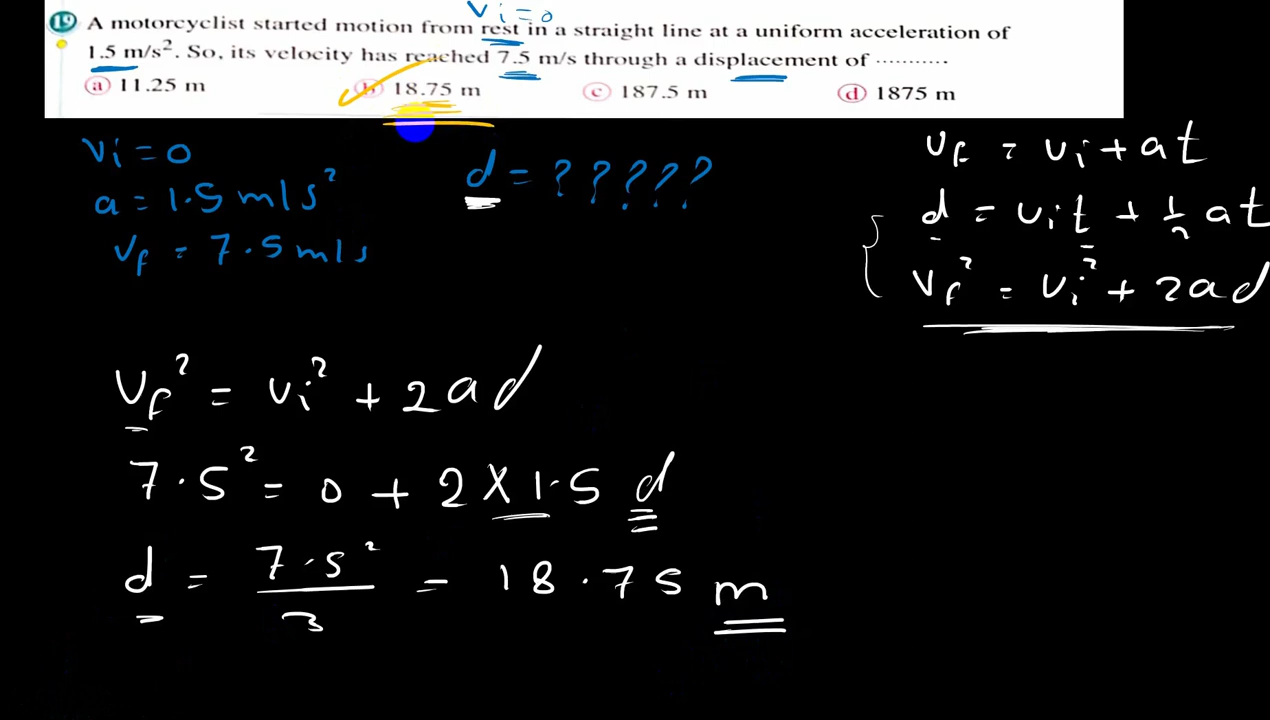 vi = 0
19 A motorcyclist started motion from rest in a straight line at a uniform acceleration of
1.5 m/s². So, its velocity has reached 7.5 m/s through a displacement of ...........
a 11.25 m b 18.75 m c 187.5 m d 1875 m
vi = 0
a = 1.5 m/s²
vf = 7.5 m/s
d = ?????
vf = vi + at
d = vi t + ½ at
vf² = vi² + 2ad
vf² = vi² + 2ad
7.5² = 0 + 2 × 1.5 d
d = 7.5² / 3 = 18.75 m